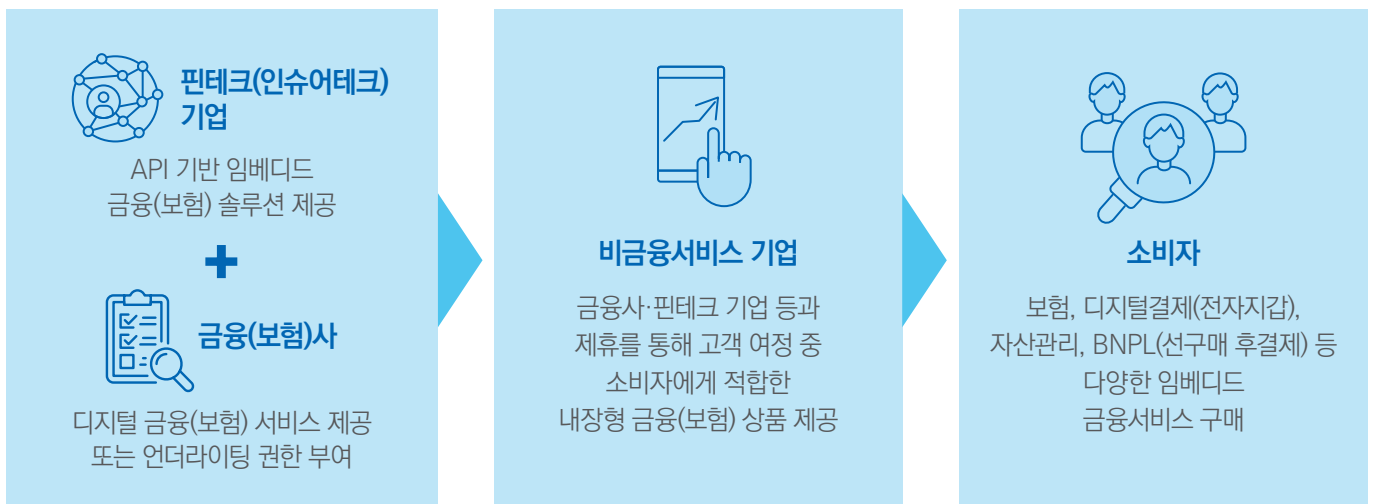 핀테크(인슈어테크)
기업
API 기반 임베디드
금융(보험) 솔루션 제공
금융(보험)사
디지털 금융(보험) 서비스 제공
또는 언더라이팅 권한 부여
비금융서비스 기업
금융사·핀테크 기업 등과
제휴를 통해 고객 여정 중
소비자에게 적합한
내장형 금융(보험) 상품 제공
소비자
보험, 디지털결제(전자지갑),
자산관리, BNPL(선구매 후결제) 등
다양한 임베디드
금융서비스 구매